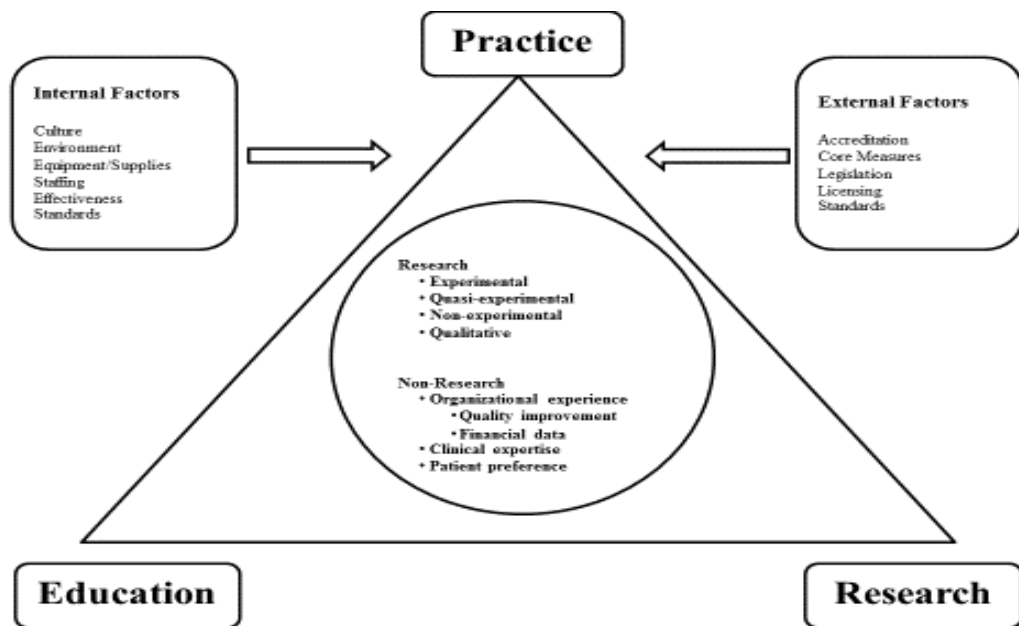 Practice
Internal Factors
Culture
Environment
Equipment/Supplies
Staffing
Effectiveness
Standards
External Factors
Accreditation
Core Measures
Legislation
Licensing
Standards
Research
• Experimental
• Quasi-experimental
• Non-experimental
• Qualitative
Non-Research
• Organizational experience
• Quality improvement
• Financial data
• Clinical expertise
• Patient preference
Education
Research